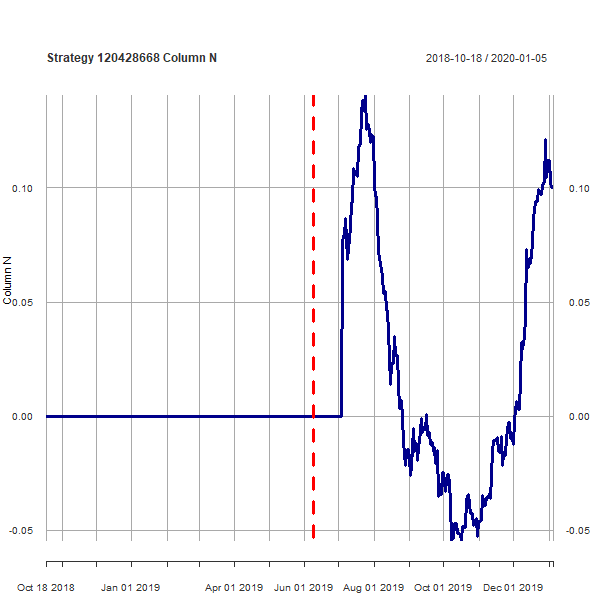 Strategy 120428668 Column N
2018-10-18 / 2020-01-05
0.10
0.05
0.00
-0.05
Column N
0.10
0.05
0.00
-0.05
Oct 18 2018
Jan 01 2019
Apr 01 2019
Jun 01 2019
Aug 01 2019
Oct 01 2019
Dec 01 2019